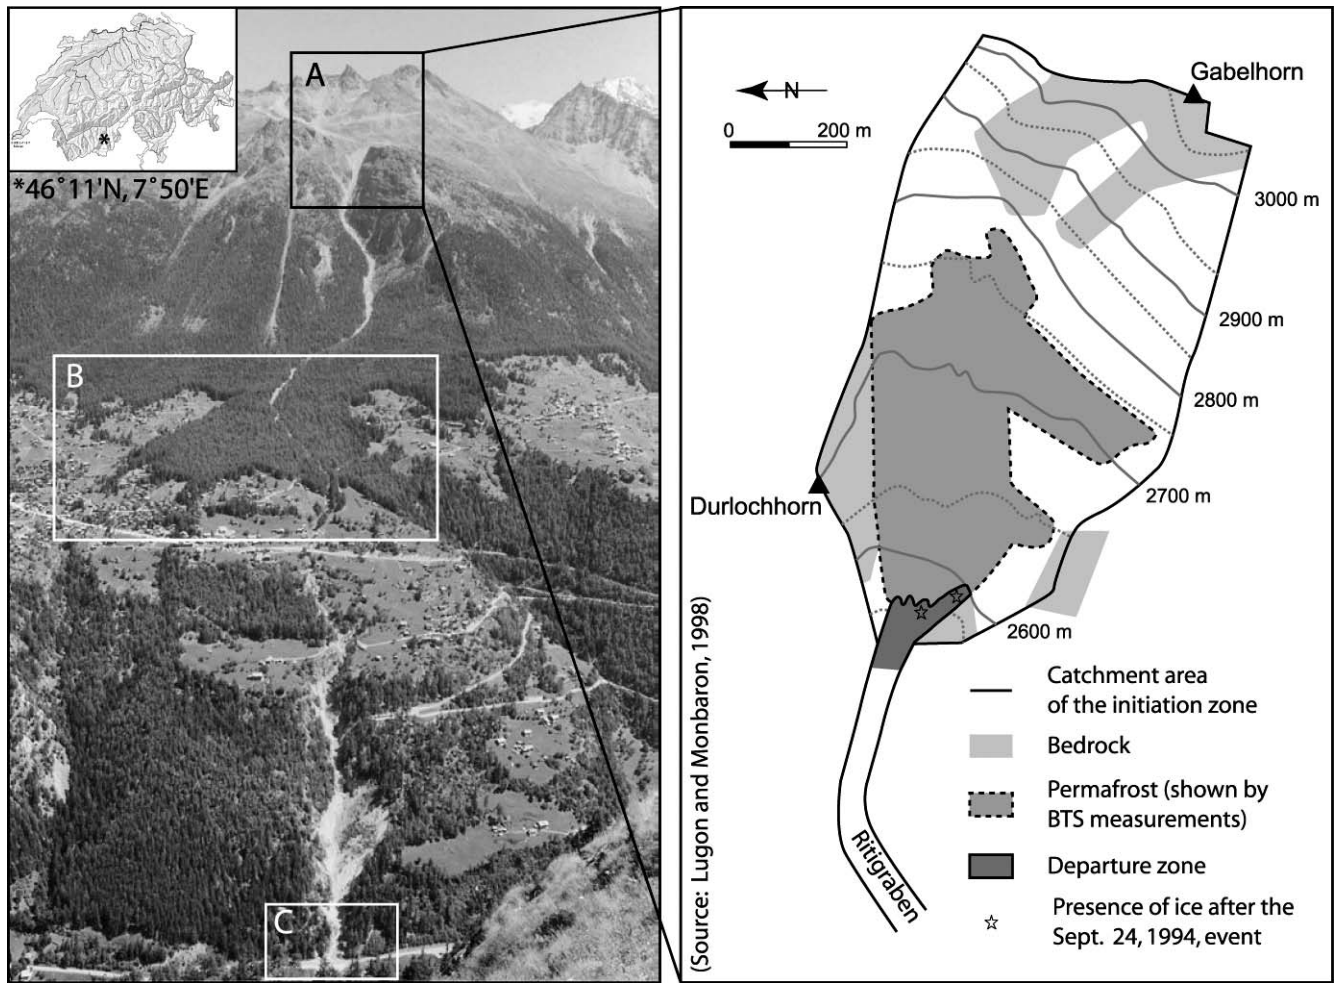 A
*
*46°11'N, 7°50'E
B
C
(Source: Lugon and Monbaron, 1998)
Gabelhorn
N
0 200 m
3000 m
2900 m
2800 m
2700 m
Durlochhorn
2600 m
Ritigraben
Catchment area
of the initiation zone
Bedrock
Permafrost (shown by
BTS measurements)
Departure zone
Presence of ice after the
Sept. 24, 1994, event